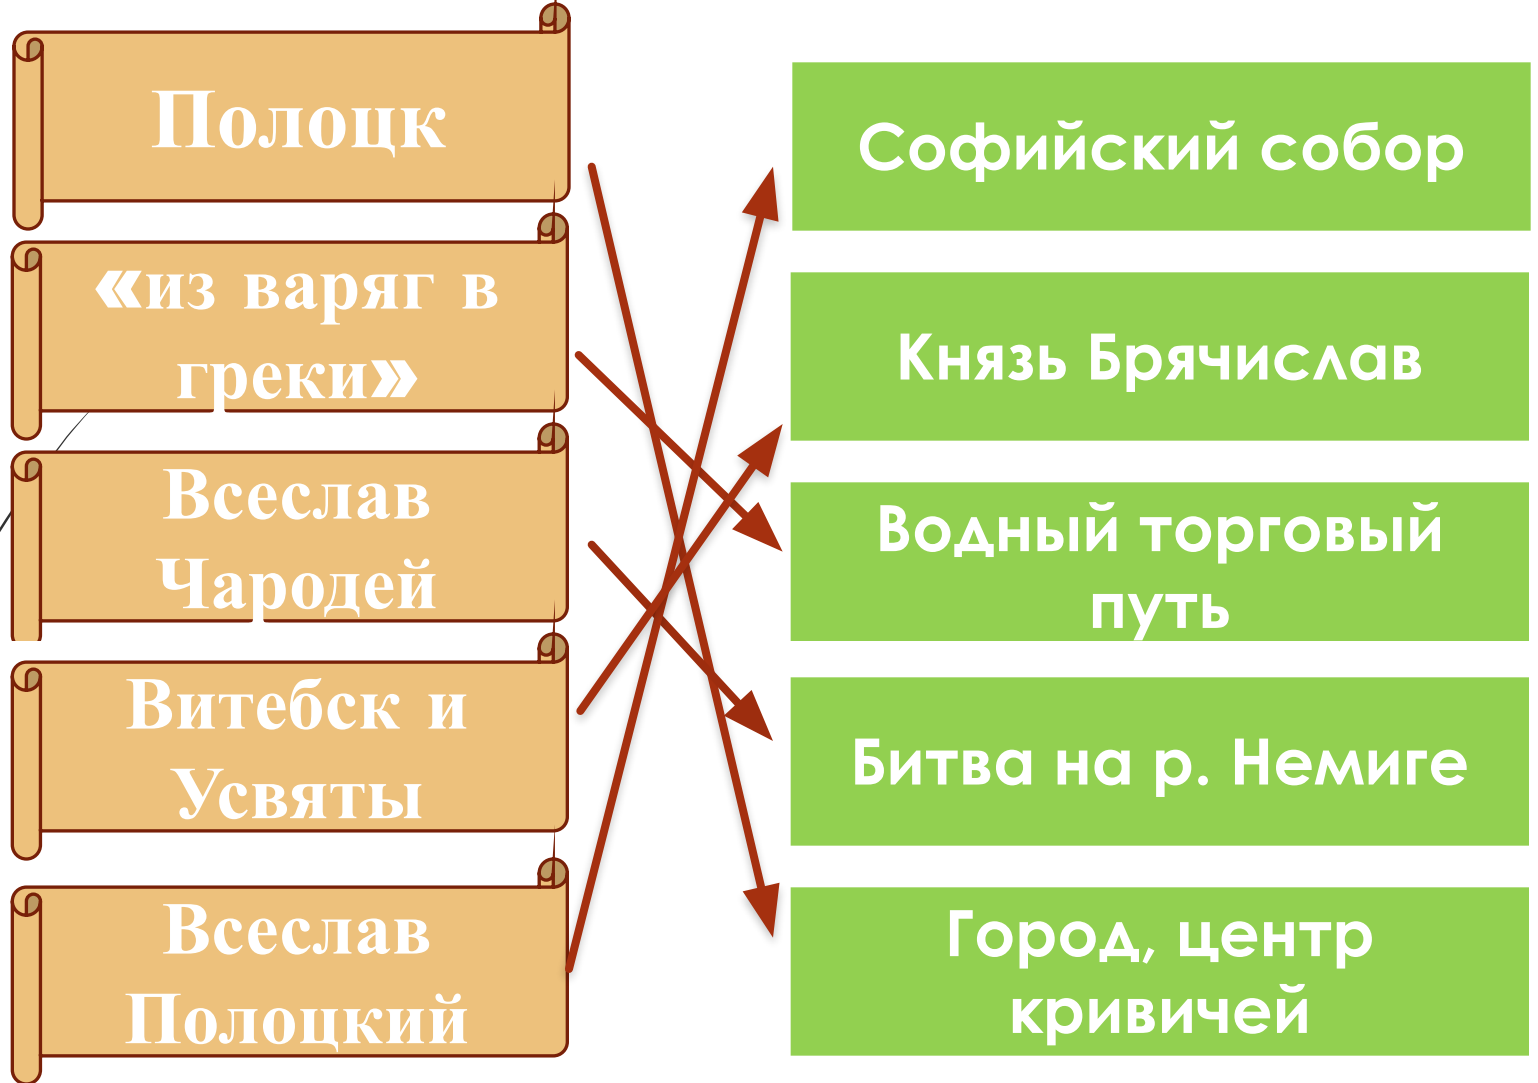 Полоцк
«из варяг в
греки»
Всеслав
Чародей
Витебск и
Усвяты
Всеслав
Полоцкий
Софийский собор
Князь Брячислав
Водный торговый
путь
Битва на р. Немиге
Город, центр
кривичей